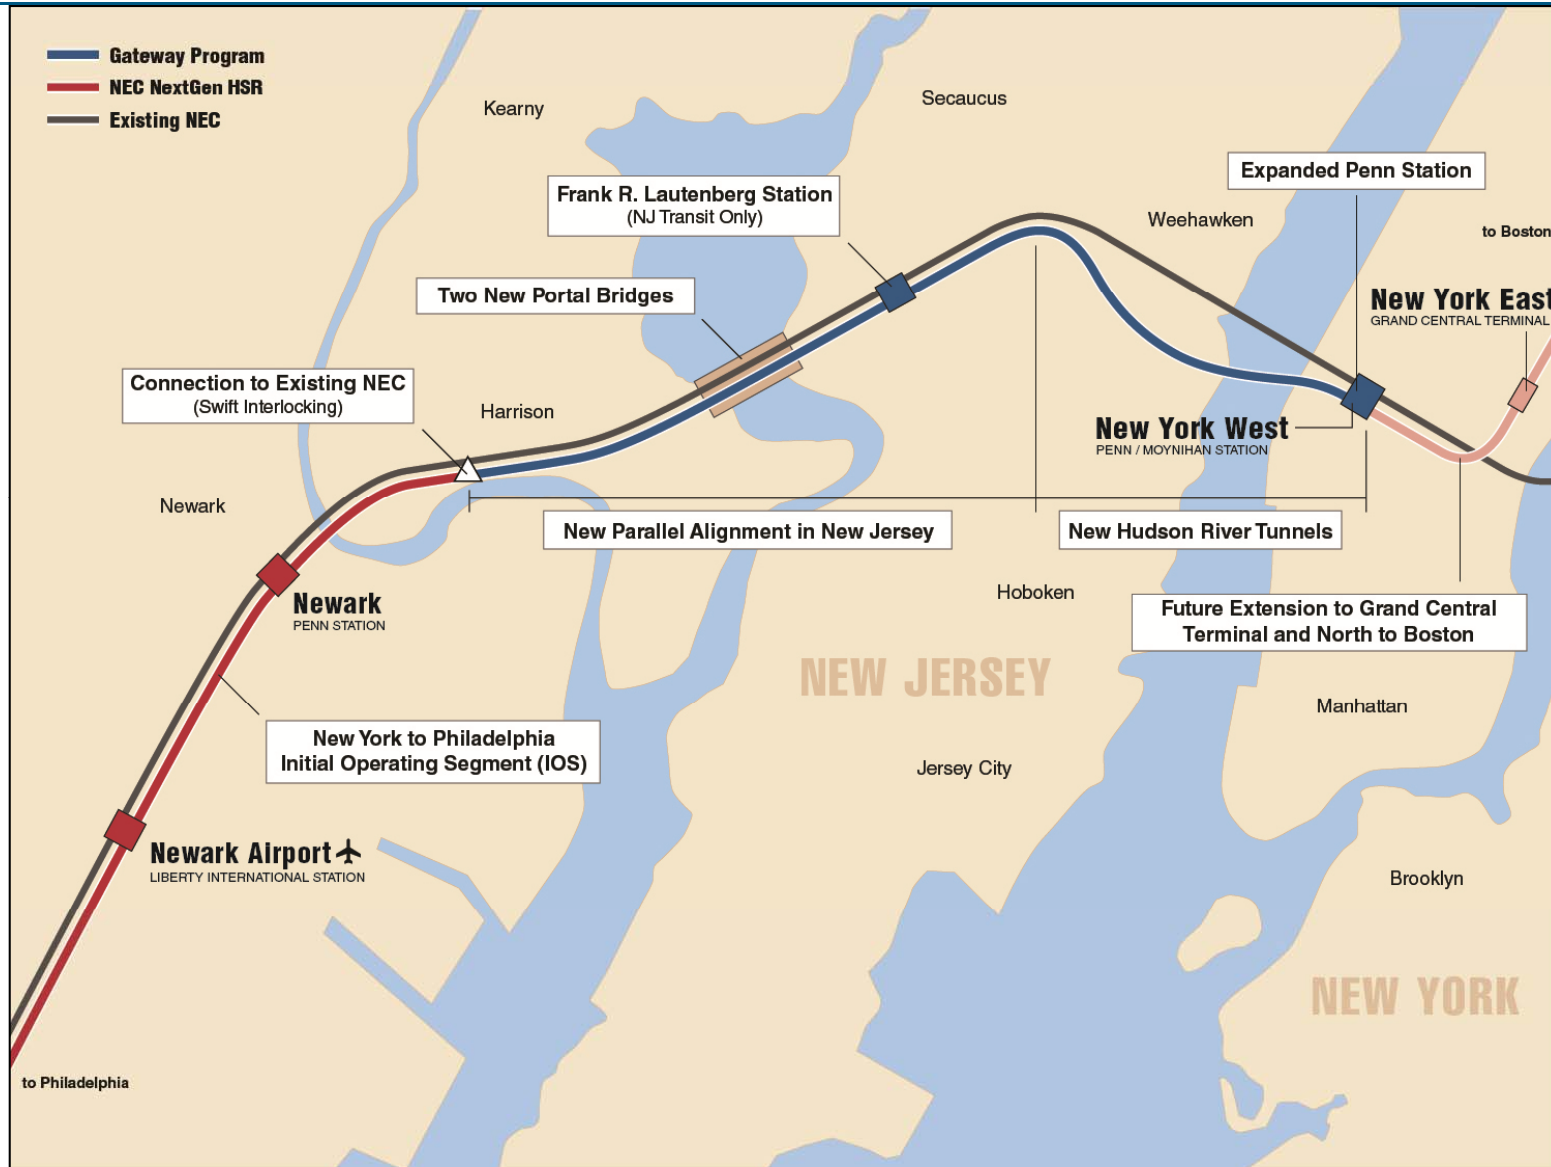 Gateway Program
NEC NextGen HSR
Existing NEC
Kearny
Secaucus
Expanded Penn Station
Frank R. Lautenberg Station
(NJ Transit Only)
Weehawken
to Boston
Two New Portal Bridges
New York East
GRAND CENTRAL TERMINAL
Connection to Existing NEC
(Swift Interlocking)
Harrison
New York West
PENN / MOYNIHAN STATION
Newark
New Parallel Alignment in New Jersey
New Hudson River Tunnels
Newark
PENN STATION
Hoboken
Future Extension to Grand Central
Terminal and North to Boston
NEW JERSEY
Manhattan
New York to Philadelphia
Initial Operating Segment (IOS)
Jersey City
Newark Airport
LIBERTY INTERNATIONAL STATION
Brooklyn
NEW YORK
to Philadelphia